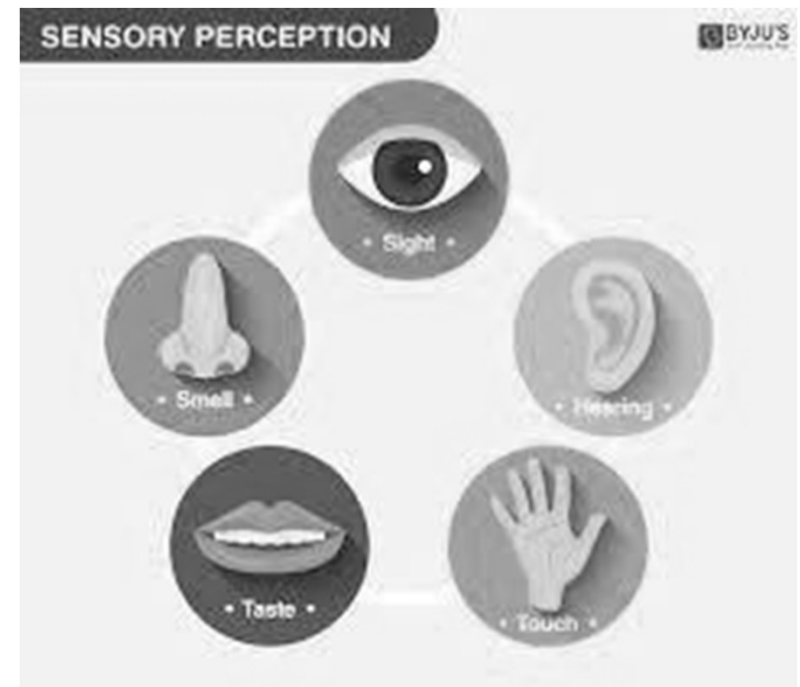 SENSORY PERCEPTION
BYJU'S
• Sight •
• Smell •
• Hearing •
• Taste •
• Touch •